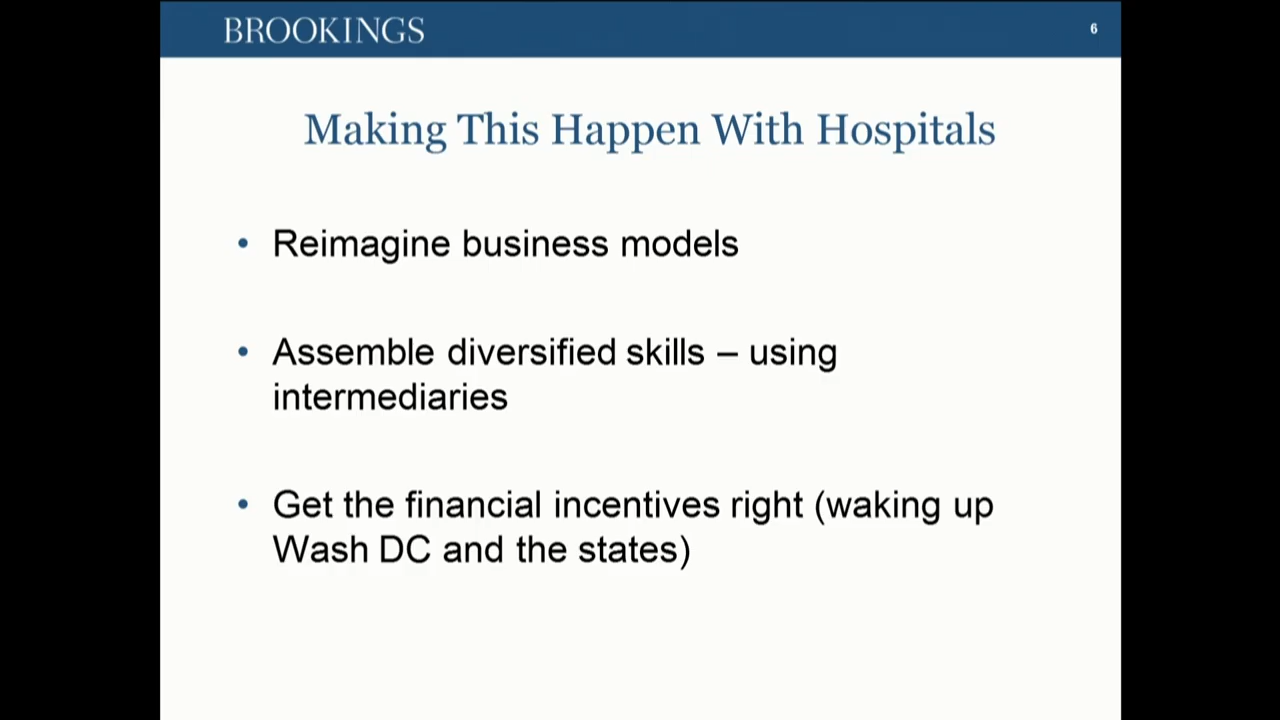 BROOKINGS
6
Making This Happen With Hospitals
• Reimagine business models
• Assemble diversified skills – using
intermediaries
• Get the financial incentives right (waking up
Wash DC and the states)